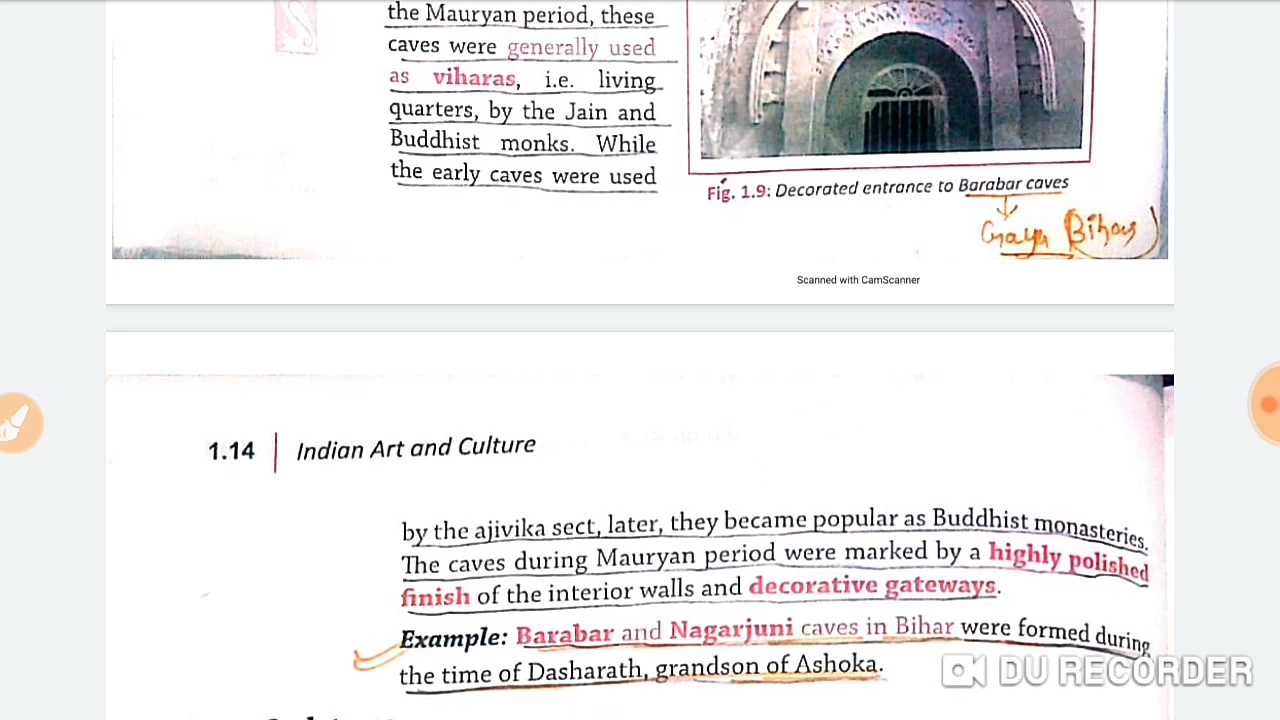 the Mauryan period, these
caves were generally used
as viharas, i.e. living
quarters, by the Jain and
Buddhist monks. While
the early caves were used
Fig. 1.9: Decorated entrance to Barabar caves
Gaya (Bihar)
Scanned with CamScanner
1.14 | Indian Art and Culture
by the ajivika sect, later, they became popular as Buddhist monasteries.
The caves during Mauryan period were marked by a highly polished
finish of the interior walls and decorative gateways.
Example: Barabar and Nagarjuni caves in Bihar were formed during
the time of Dasharath, grandson of Ashoka.
DU RECORDER